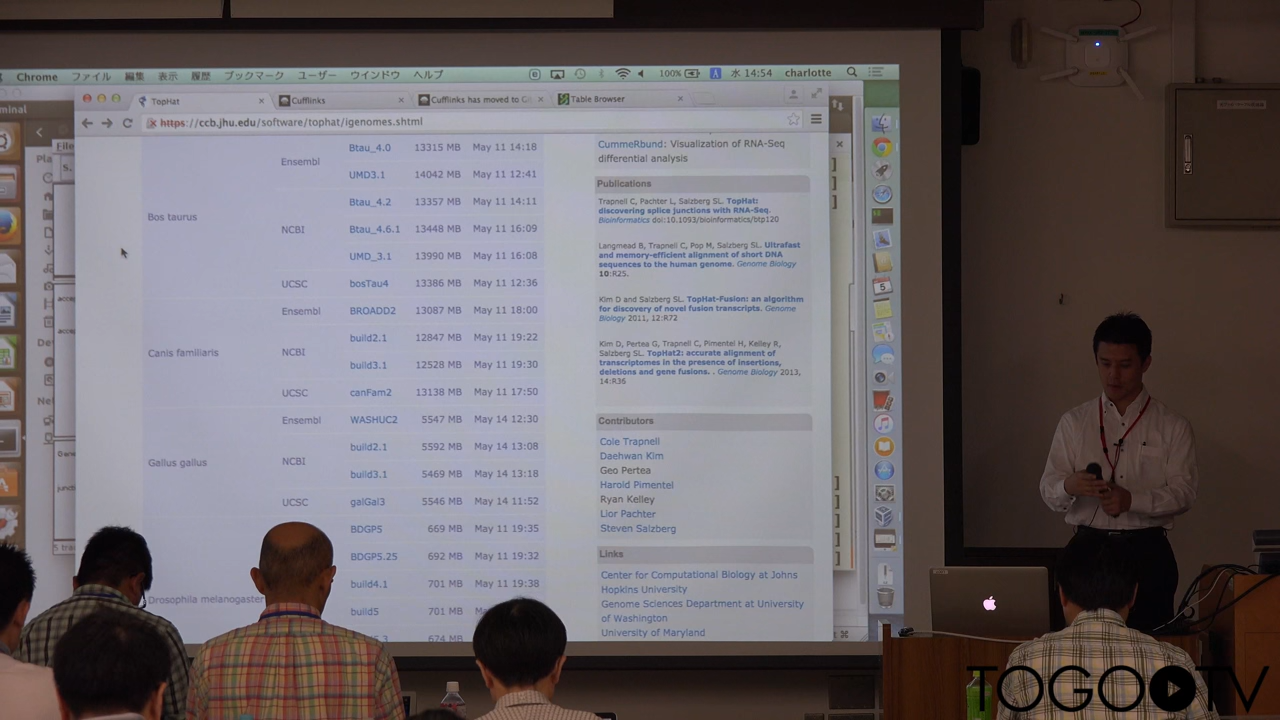 Chrome ファイル 編集 表示 履歴 ブックマーク ユーザー ウインドウ ヘルプ 100% A 水 14:54 charlotte
minal
TopHat
Cufflinks
Cufflinks has moved to G
Table Browser
https://ccb.jhu.edu/software/tophat/igenomes.shtml
File
S.
Pla
De
Net
accep
accep
junct
5 tra
Bos taurus
Ensembl
Btau_4.0 13315 MB May 11 14:18
UMD3.1 14042 MB May 11 12:41
NCBI
Btau_4.2 13357 MB May 11 14:11
Btau_4.6.1 13448 MB May 11 16:09
UMD_3.1 13990 MB May 11 16:08
UCSC bosTau4 13386 MB May 11 12:36
Canis familiaris
Ensembl BROADD2 13087 MB May 11 18:00
NCBI
build2.1 12847 MB May 11 19:22
build3.1 12528 MB May 11 19:30
UCSC canFam2 13138 MB May 11 17:50
Gallus gallus
Ensembl WASHUC2 5547 MB May 14 12:30
NCBI
build2.1 5592 MB May 14 13:08
build3.1 5469 MB May 14 13:18
UCSC galGal3 5546 MB May 14 11:52
Drosophila melanogaster
BDGP5 669 MB May 11 19:35
BDGP5.25 692 MB May 11 19:32
build4.1 701 MB May 11 19:38
build5 701 MB May
674 MB May
CummeRbund: Visualization of RNA-Seq
differential analysis
Publications
Trapnell C, Pachter L, Salzberg SL. TopHat:
discovering splice junctions with RNA-Seq.
Bioinformatics doi:10.1093/bioinformatics/btp120
Langmead B, Trapnell C, Pop M, Salzberg SL. Ultrafast
and memory-efficient alignment of short DNA
sequences to the human genome. Genome Biology
10:R25.
Kim D and Salzberg SL. TopHat-Fusion: an algorithm
for discovery of novel fusion transcripts. Genome
Biology 2011, 12:R72
Kim D, Pertea G, Trapnell C, Pimentel H, Kelley R,
Salzberg SL. TopHat2: accurate alignment of
transcriptomes in the presence of insertions,
deletions and gene fusions. . Genome Biology 2013,
14:R36
Contributors
Cole Trapnell
Daehwan Kim
Geo Pertea
Harold Pimentel
Ryan Kelley
Lior Pachter
Steven Salzberg
Links
Center for Computational Biology at Johns
Hopkins University
Genome Sciences Department at University
of Washington
University of Maryland
5
TOGO TV